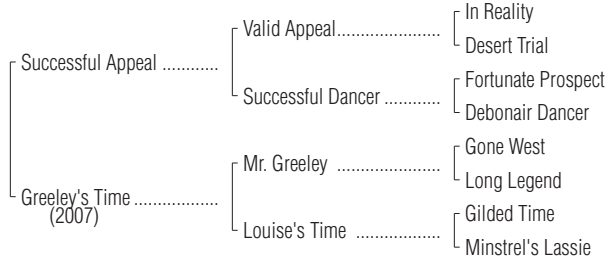 In Reality
Valid Appeal....................
Desert Trial
Successful Appeal ............
Fortunate Prospect
Successful Dancer ............
Debonair Dancer
Gone West
Mr. Greeley ....................
Long Legend
Greeley's Time .................
(2007)
Gilded Time
Louise's Time .................
Minstrel's Lassie